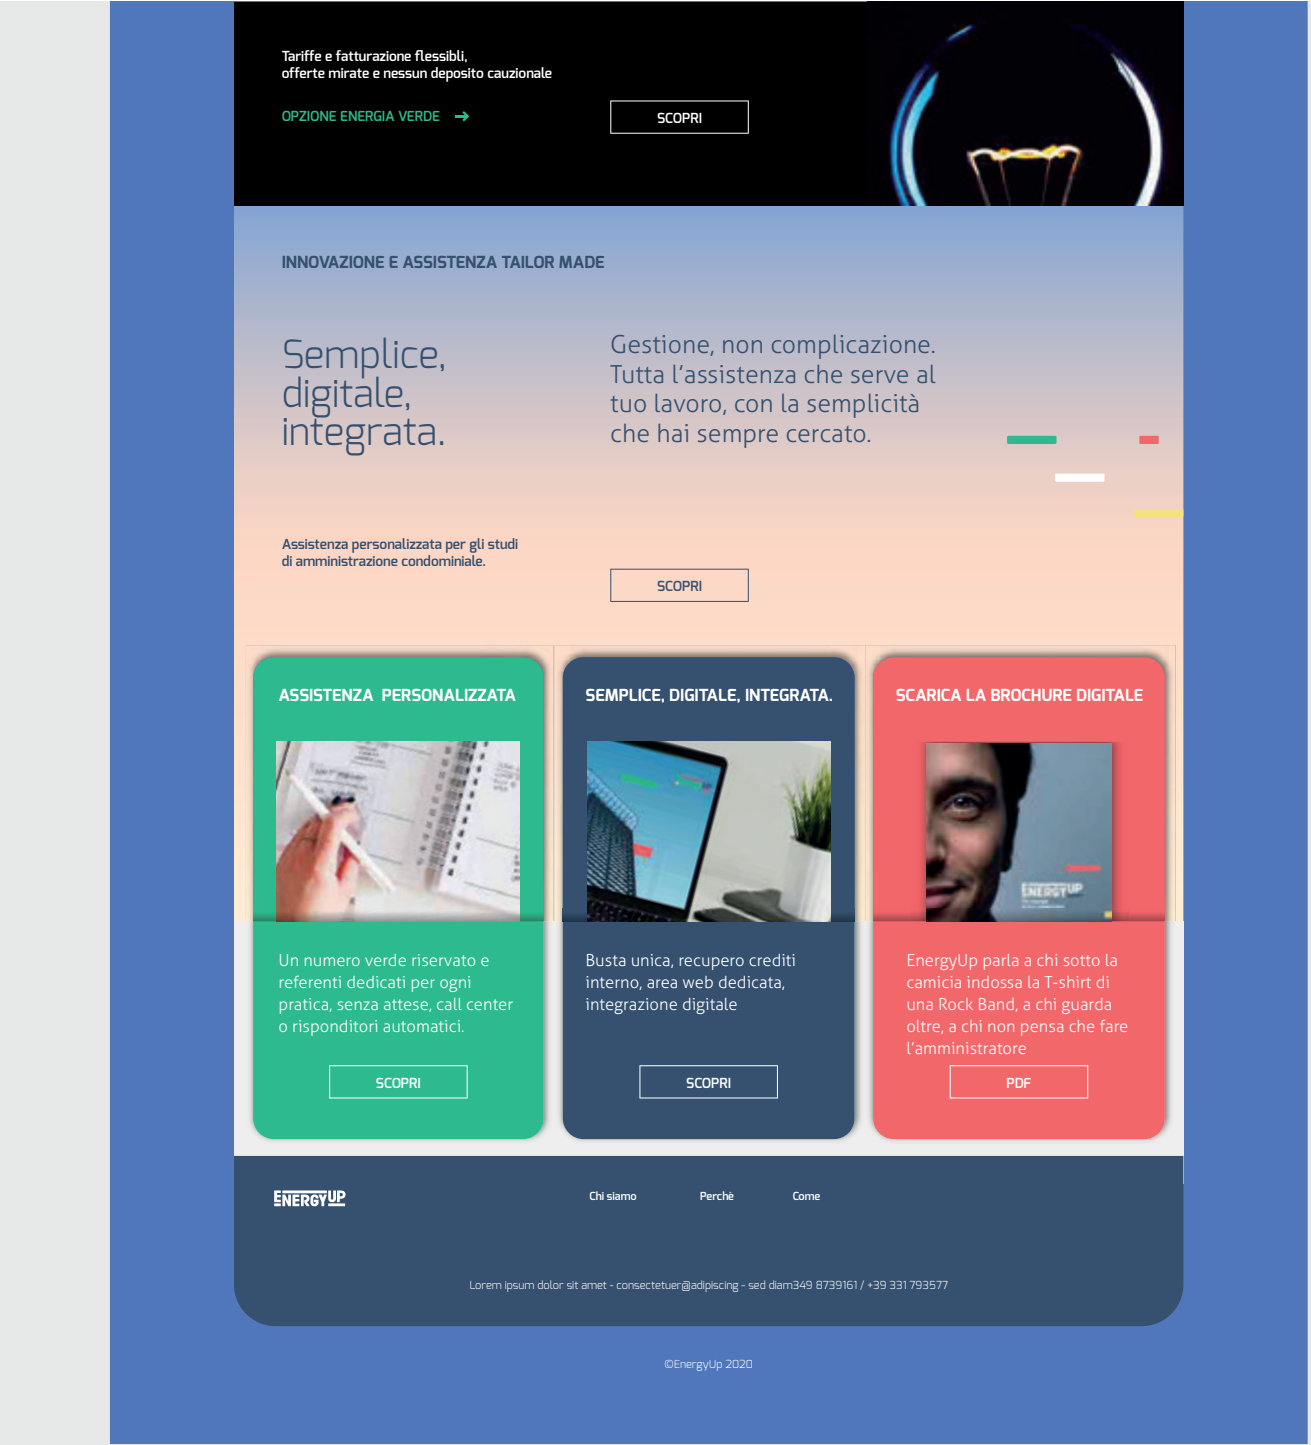 Tariffe e fatturazione flessibli,
offerte mirate e nessun deposito cauzionale
OPZIONE ENERGIA VERDE
SCOPRI
INNOVAZIONE E ASSISTENZA TAILOR MADE
Semplice,
digitale,
integrata.
Gestione, non complicazione.
Tutta l'assistenza che serve al
tuo lavoro, con la semplicità
che hai sempre cercato.
Assistenza personalizzata per gli studi
di amministrazione condominiale.
SCOPRI
ASSISTENZA PERSONALIZZATA
Un numero verde riservato e
referenti dedicati per ogni
pratica, senza attese, call center
o risponditori automatici.
SCOPRI
SEMPLICE, DIGITALE, INTEGRATA.
Busta unica, recupero crediti
interno, area web dedicata,
integrazione digitale
SCOPRI
SCARICA LA BROCHURE DIGITALE
ENERGYUP
EnergyUp parla a chi sotto la
camicia indossa la T-shirt di
una Rock Band, a chi guarda
oltre, a chi non pensa che fare
l'amministratore
PDF
ENERGYUP
Chi siamo
Perchè
Come
Lorem ipsum dolor sit amet - consectetuer@adipiscing - sed diam349 8739161 / +39 331 793577
©EnergyUp 2020